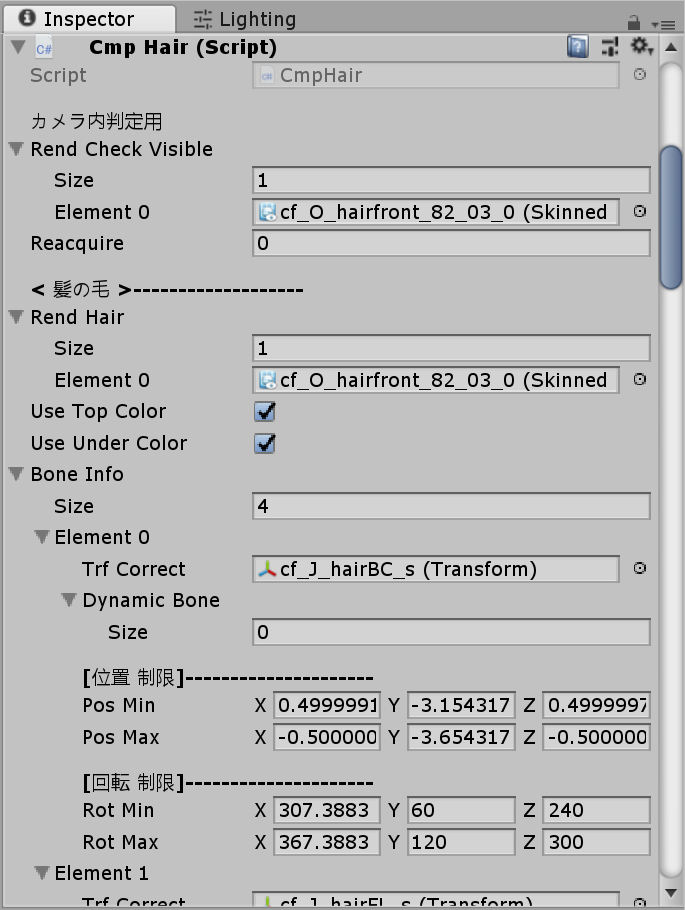 Inspector Lighting
C# Cmp Hair (Script)
Script CmpHair
カメラ内判定用
Rend Check Visible
Size 1
Element 0 cf_O_hairfront_82_03_0 (Skinned
Reacquire 0
< 髪の毛 >-------------------
Rend Hair
Size 1
Element 0 cf_O_hairfront_82_03_0 (Skinned
Use Top Color
Use Under Color
Bone Info
Size 4
Element 0
Trf Correct cf_J_hairBC_s (Transform)
Dynamic Bone
Size 0
[位置 制限]---------------------
Pos Min X 0.4999991 Y -3.154317 Z 0.4999997
Pos Max X -0.500000 Y -3.654317 Z -0.500000
[回転 制限]---------------------
Rot Min X 307.3883 Y 60 Z 240
Rot Max X 367.3883 Y 120 Z 300
Element 1
Trf Correct cf_J_hairFL_s (Transform)